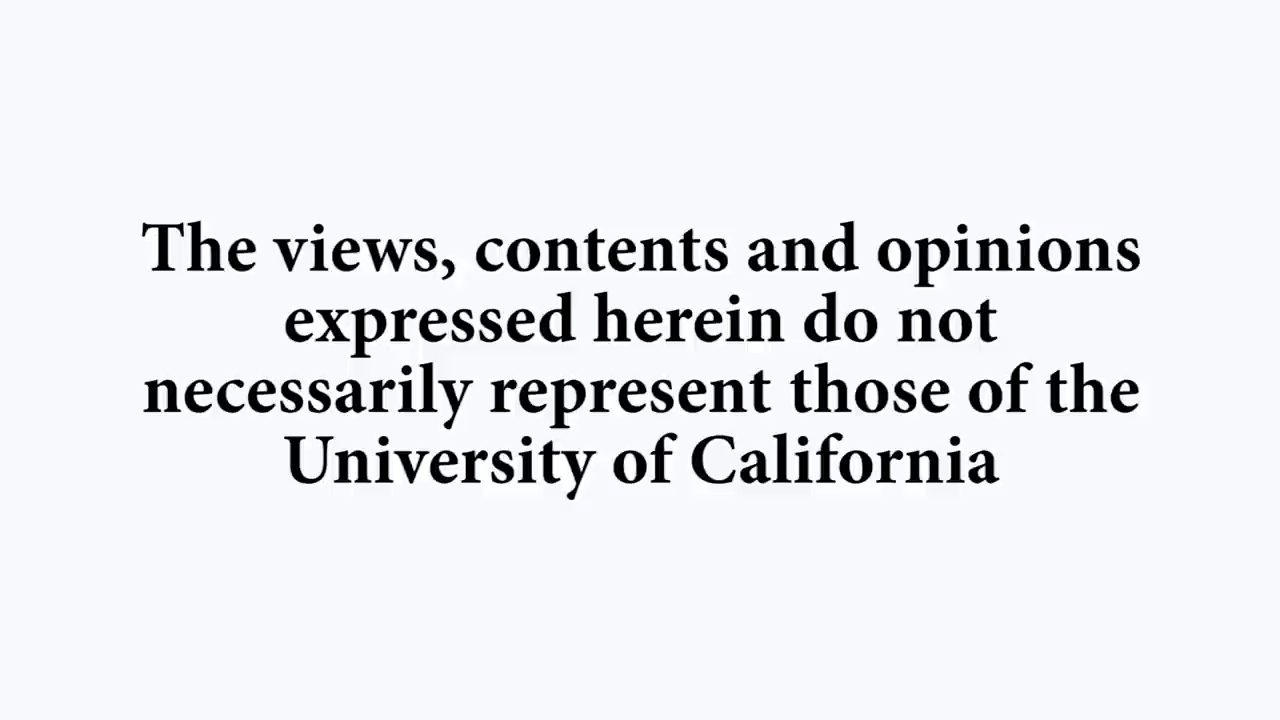 The views, contents and opinions
expressed herein do not
necessarily represent those of the
University of California